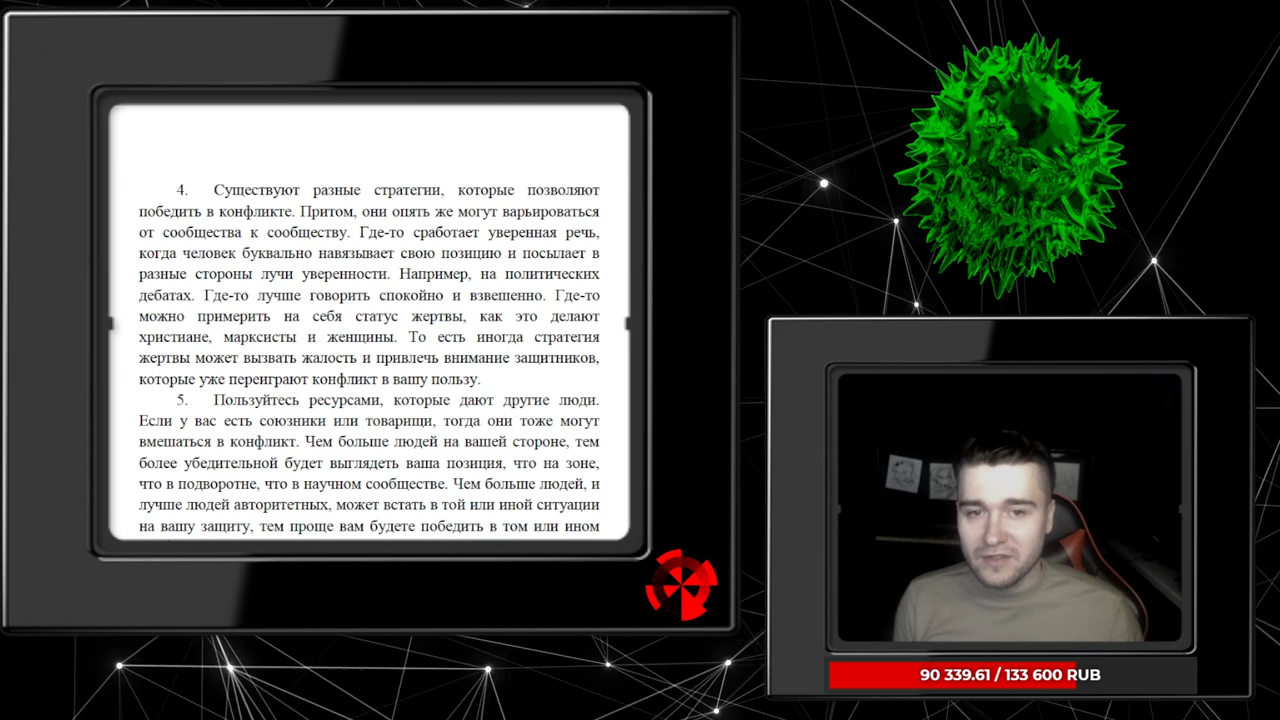 4. Существуют разные стратегии, которые позволяют
победить в конфликте. Притом, они опять же могут варьироваться
от сообщества к сообществу. Где-то сработает уверенная речь,
когда человек буквально навязывает свою позицию и посылает в
разные стороны лучи уверенности. Например, на политических
дебатах. Где-то лучше говорить спокойно и взвешенно. Где-то
можно примерить на себя статус жертвы, как это делают
христиане, марксисты и женщины. То есть иногда стратегия
жертвы может вызвать жалость и привлечь внимание защитников,
которые уже переиграют конфликт в вашу пользу.
5. Пользуйтесь ресурсами, которые дают другие люди.
Если у вас есть союзники или товарищи, тогда они тоже могут
вмешаться в конфликт. Чем больше людей на вашей стороне, тем
более убедительной будет выглядеть ваша позиция, что на зоне,
что в подворотне, что в научном сообществе. Чем больше людей, и
лучше людей авторитетных, может встать в той или иной ситуации
на вашу защиту, тем проще вам будете победить в том или ином
90 339.61 / 133 600 RUB